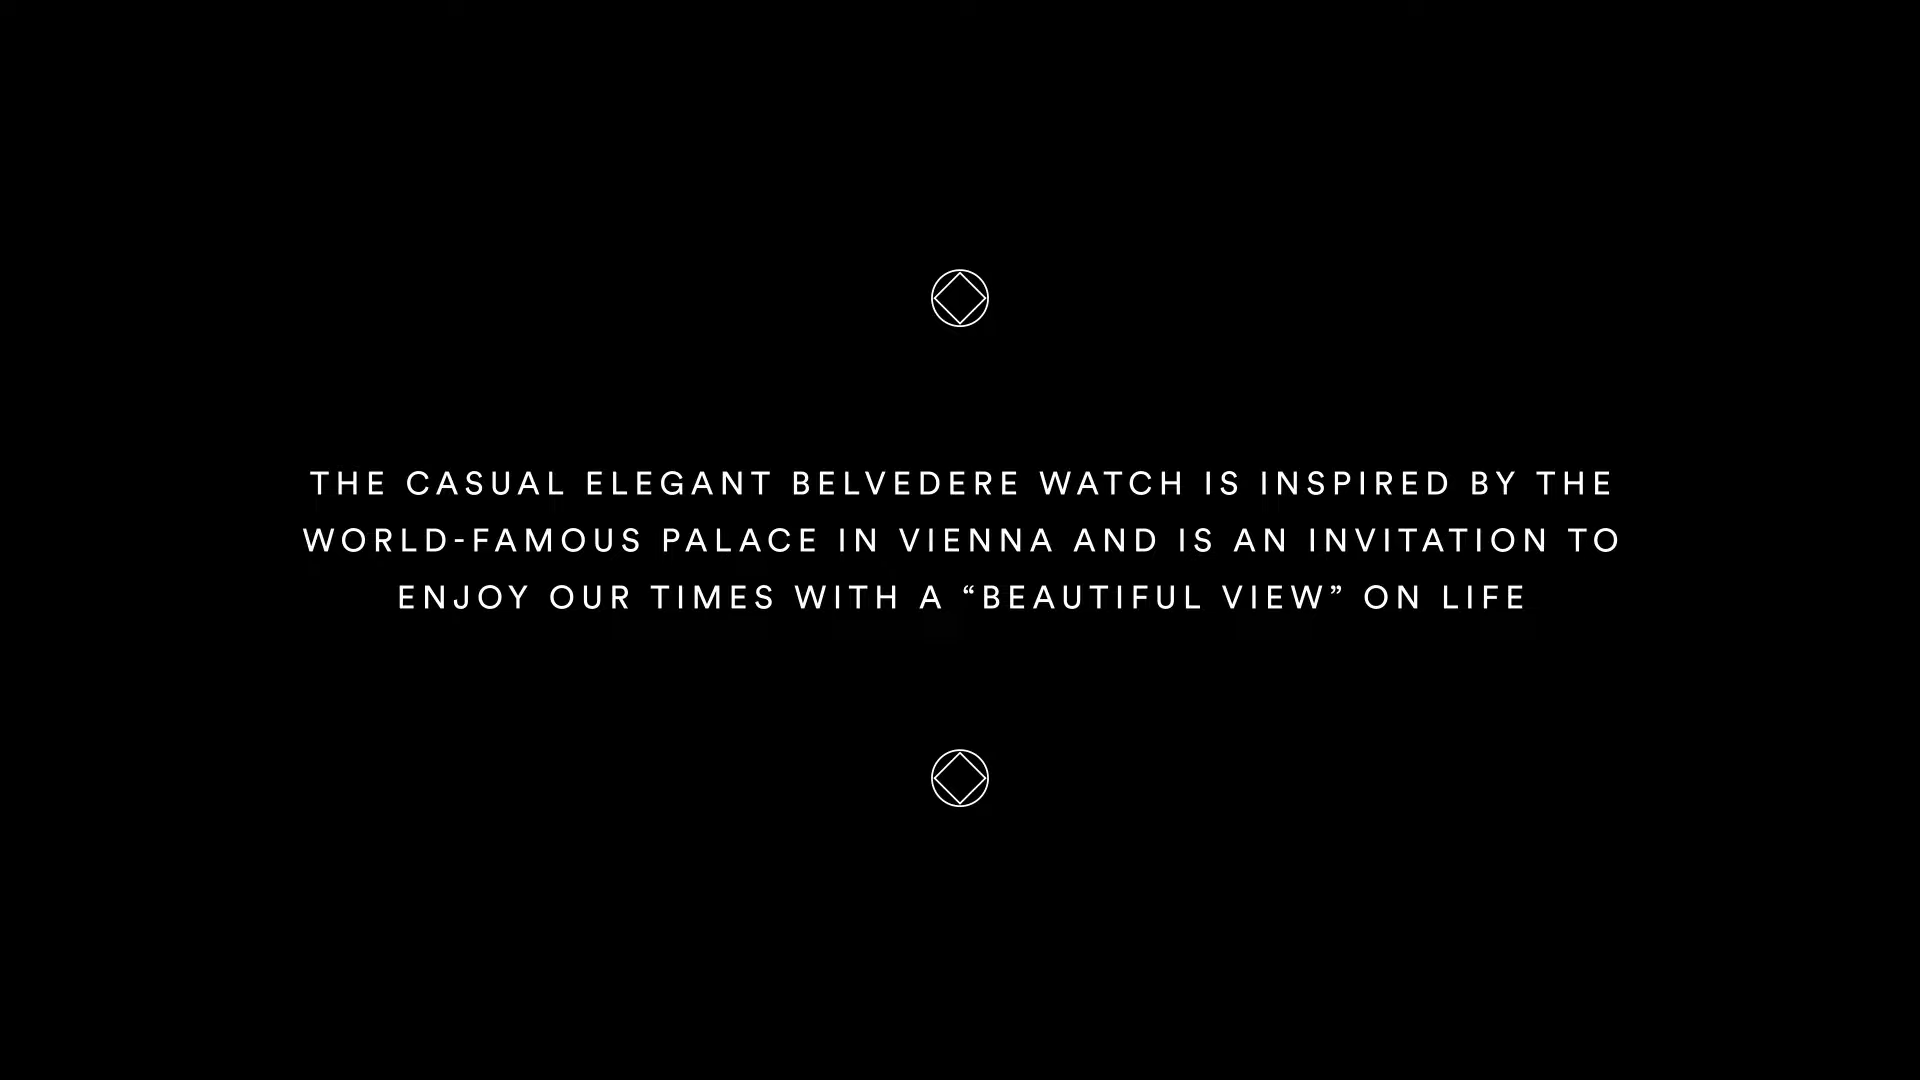 THE CASUAL ELEGANT BELVEDERE WATCH IS INSPIRED BY THE
WORLD-FAMOUS PALACE IN VIENNA AND IS AN INVITATION TO
ENJOY OUR TIMES WITH A “BEAUTIFUL VIEW” ON LIFE